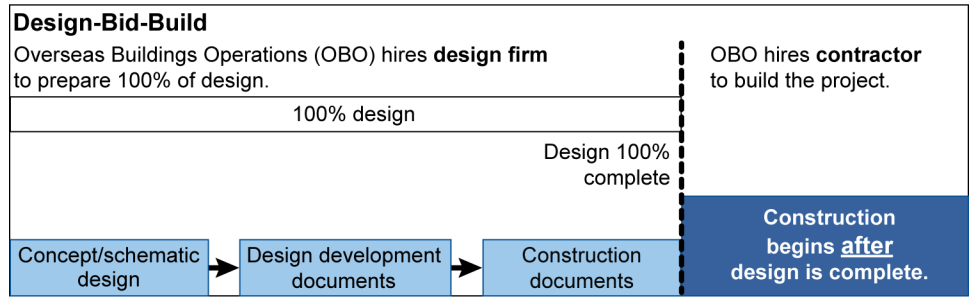 Design-Bid-Build
Overseas Buildings Operations (OBO) hires design firm
to prepare 100% of design.
OBO hires contractor
to build the project.
100% design
Design 100%
complete
Concept/schematic
design
Design development
documents
Construction
documents
Construction
begins after
design is complete.